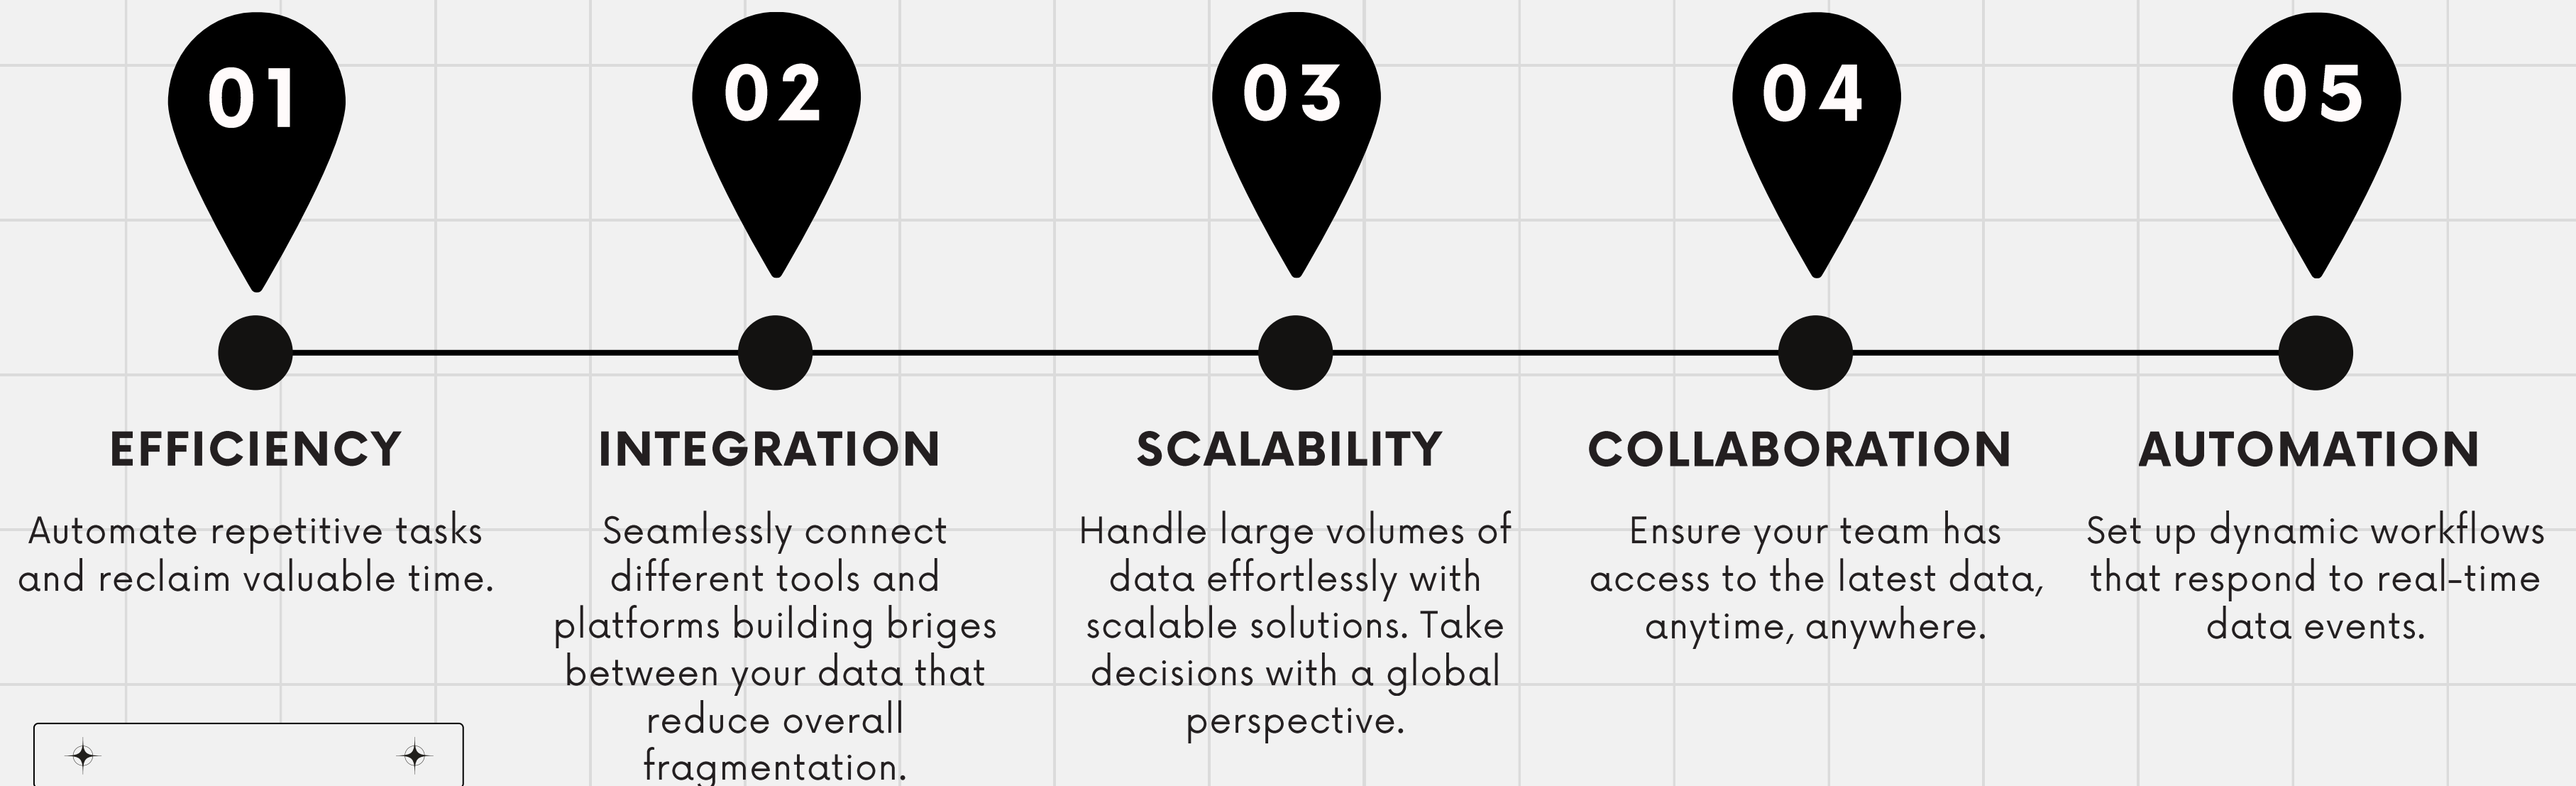 01
02
03
04
05
EFFICIENCY
Automate repetitive tasks
and reclaim valuable time.
INTEGRATION
Seamlessly connect
different tools and
platforms building briges
between your data that
reduce overall
fragmentation.
SCALABILITY
Handle large volumes of
data effortlessly with
scalable solutions. Take
decisions with a global
perspective.
COLLABORATION
Ensure your team has
access to the latest data,
anytime, anywhere.
AUTOMATION
Set up dynamic workflows
that respond to real-time
data events.